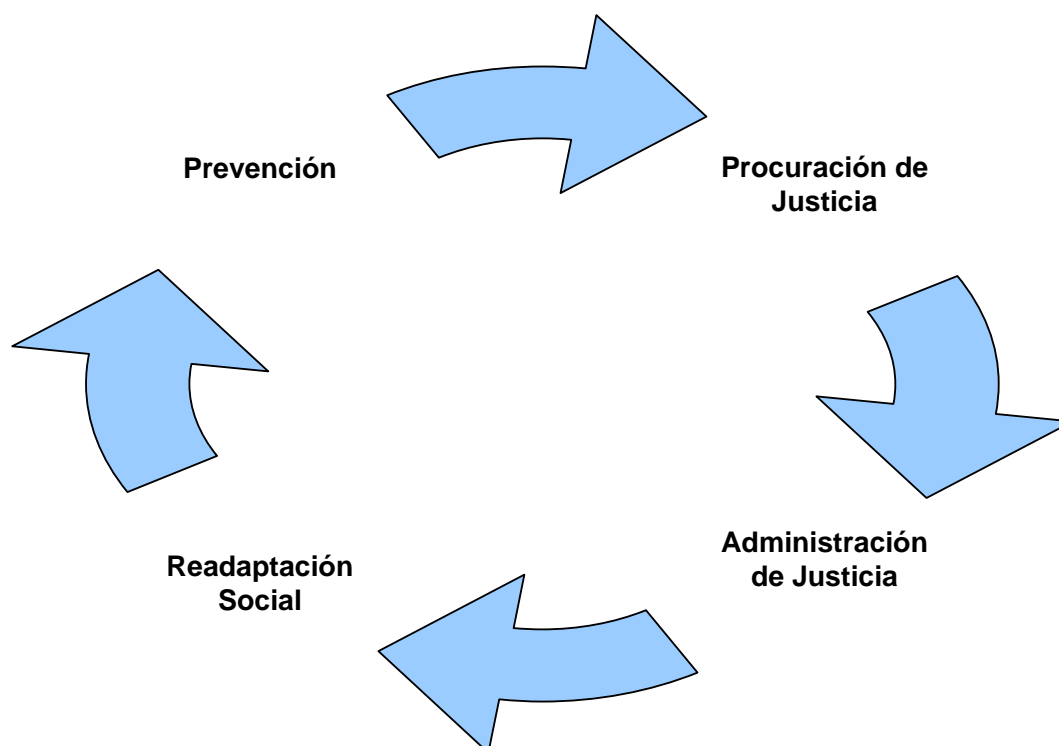 Prevención
Procuración de
Justicia
Administración
de Justicia
Readaptación
Social